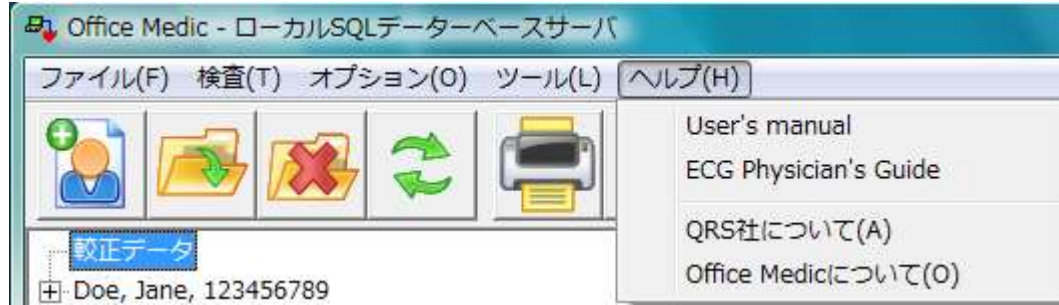 Office Medic - ローカルSQLデーターベースサーバ
ファイル(F) 検査(T) オプション(O) ツール(L) ヘルプ(H)
User's manual
ECG Physician's Guide
QRS社について(A)
Office Medicについて(O)
較正データ
Doe, Jane, 123456789